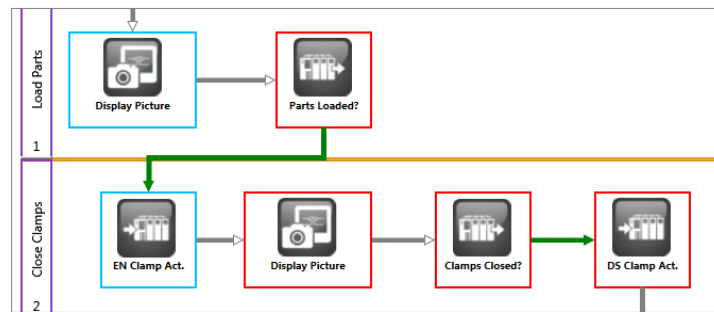 Load Parts
1
Display Picture
Parts Loaded?
Close Clamps
2
EN Clamp Act.
Display Picture
Clamps Closed?
DS Clamp Act.